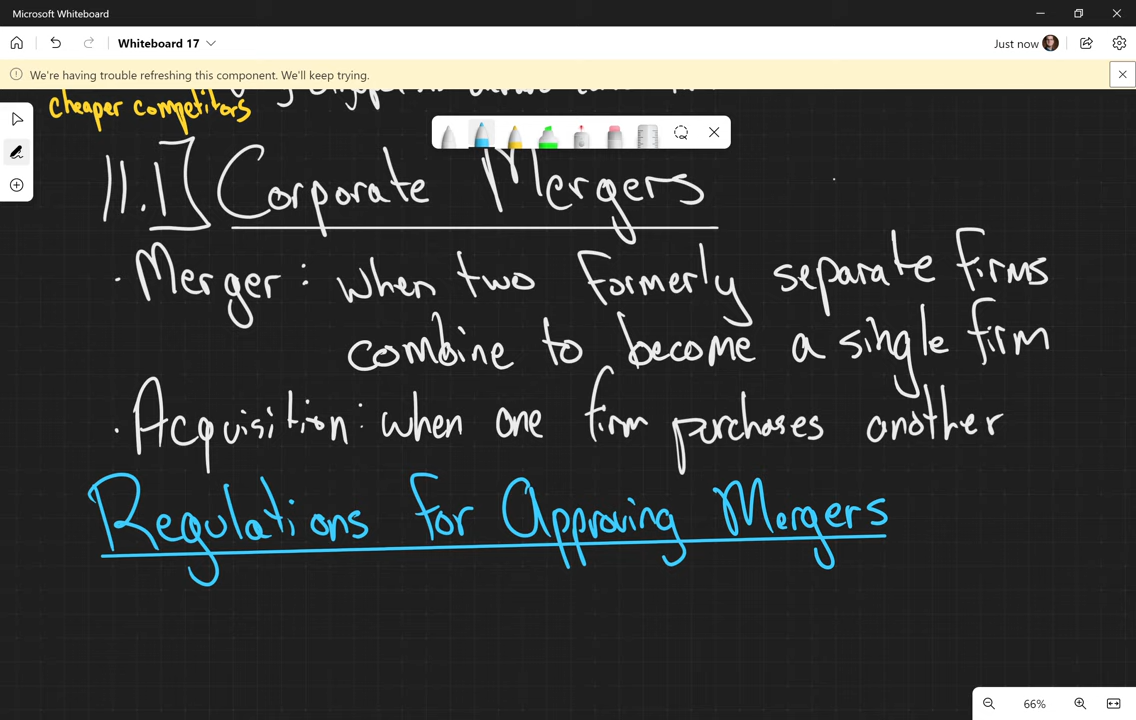 Microsoft Whiteboard
Whiteboard 17
Just now
We're having trouble refreshing this component. We'll keep trying.
cheaper competitors
11.1] Corporate Mergers
· Merger: when two formerly separate firms
combine to become a single firm
· Acquisition: when one firm purchases another
Regulations for Approving Mergers
66%